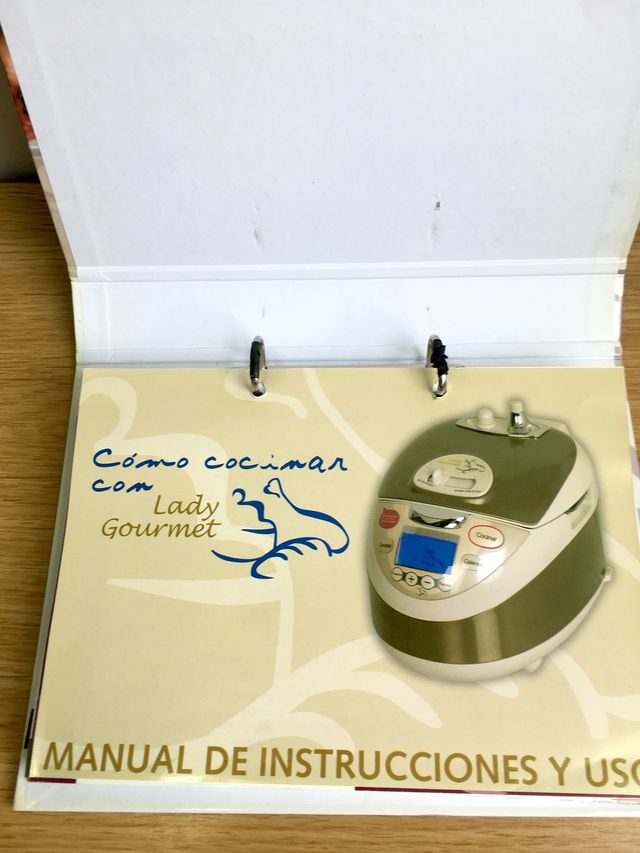 Cómo cocinar
con
Lady
Gourmet
Cocinar
MANUAL DE INSTRUCCIONES Y USO